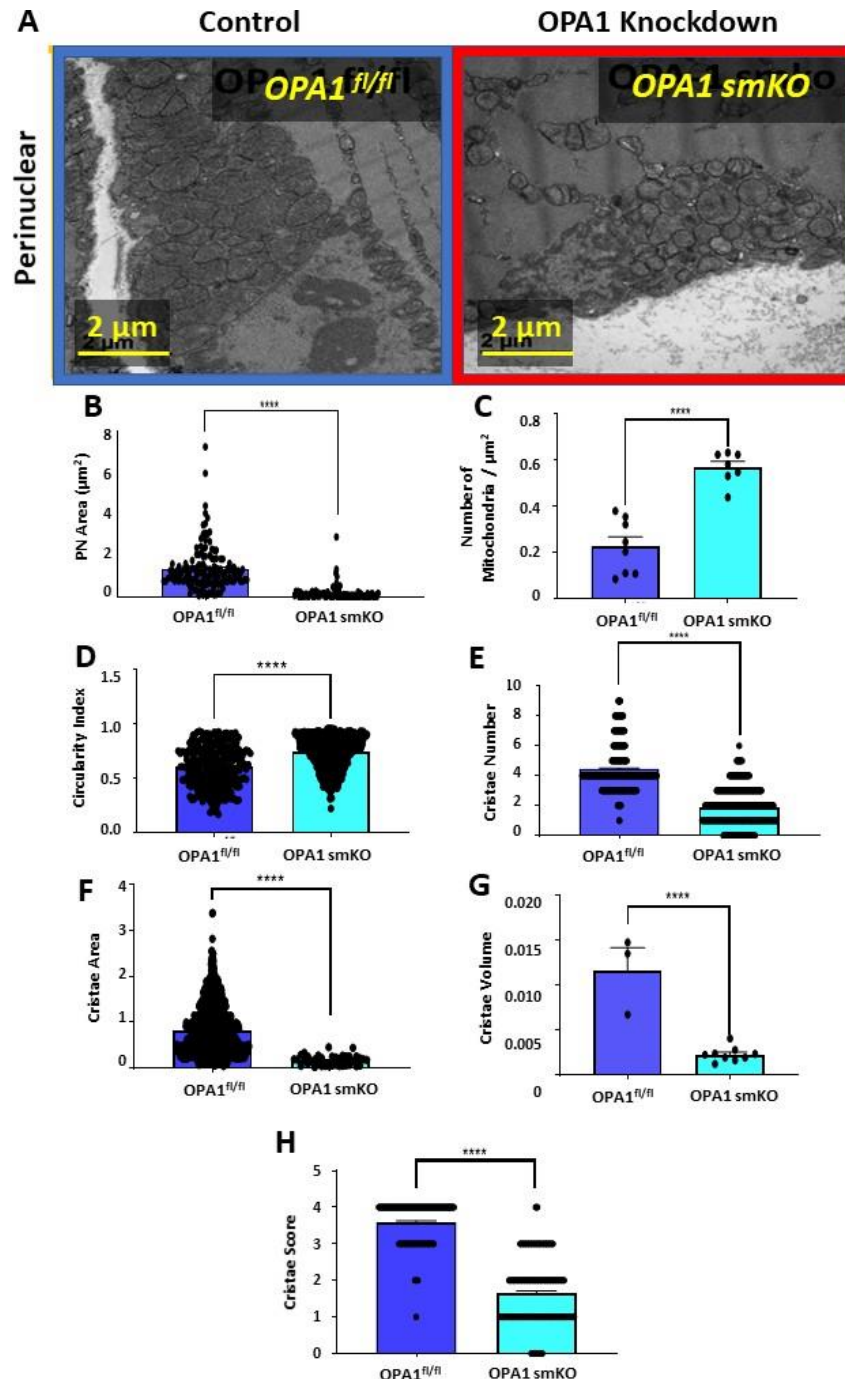 A
Control
OPA1 Knockdown
Perinuclear
OPA1 fl/fl
OPA1 smKO
2 µm
2 µm
B
****
PN Area (µm²)
8
6
4
2
0
OPA1fl/fl
OPA1 smKO
C
****
Number of
Mitochondria / µm²
0.8
0.6
0.4
0.2
0
OPA1fl/fl
OPA1 smKO
D
****
Circularity Index
1.5
1.0
0.5
0.0
OPA1fl/fl
OPA1 smKO
E
****
Cristae Number
10
8
6
4
2
0
OPA1fl/fl
OPA1 smKO
F
****
Cristae Area
4
3
2
1
0
OPA1fl/fl
OPA1 smKO
G
****
Cristae Volume
0.020
0.015
0.010
0.005
0
OPA1fl/fl
OPA1 smKO
H
****
Cristae Score
5
4
3
2
1
0
OPA1fl/fl
OPA1 smKO